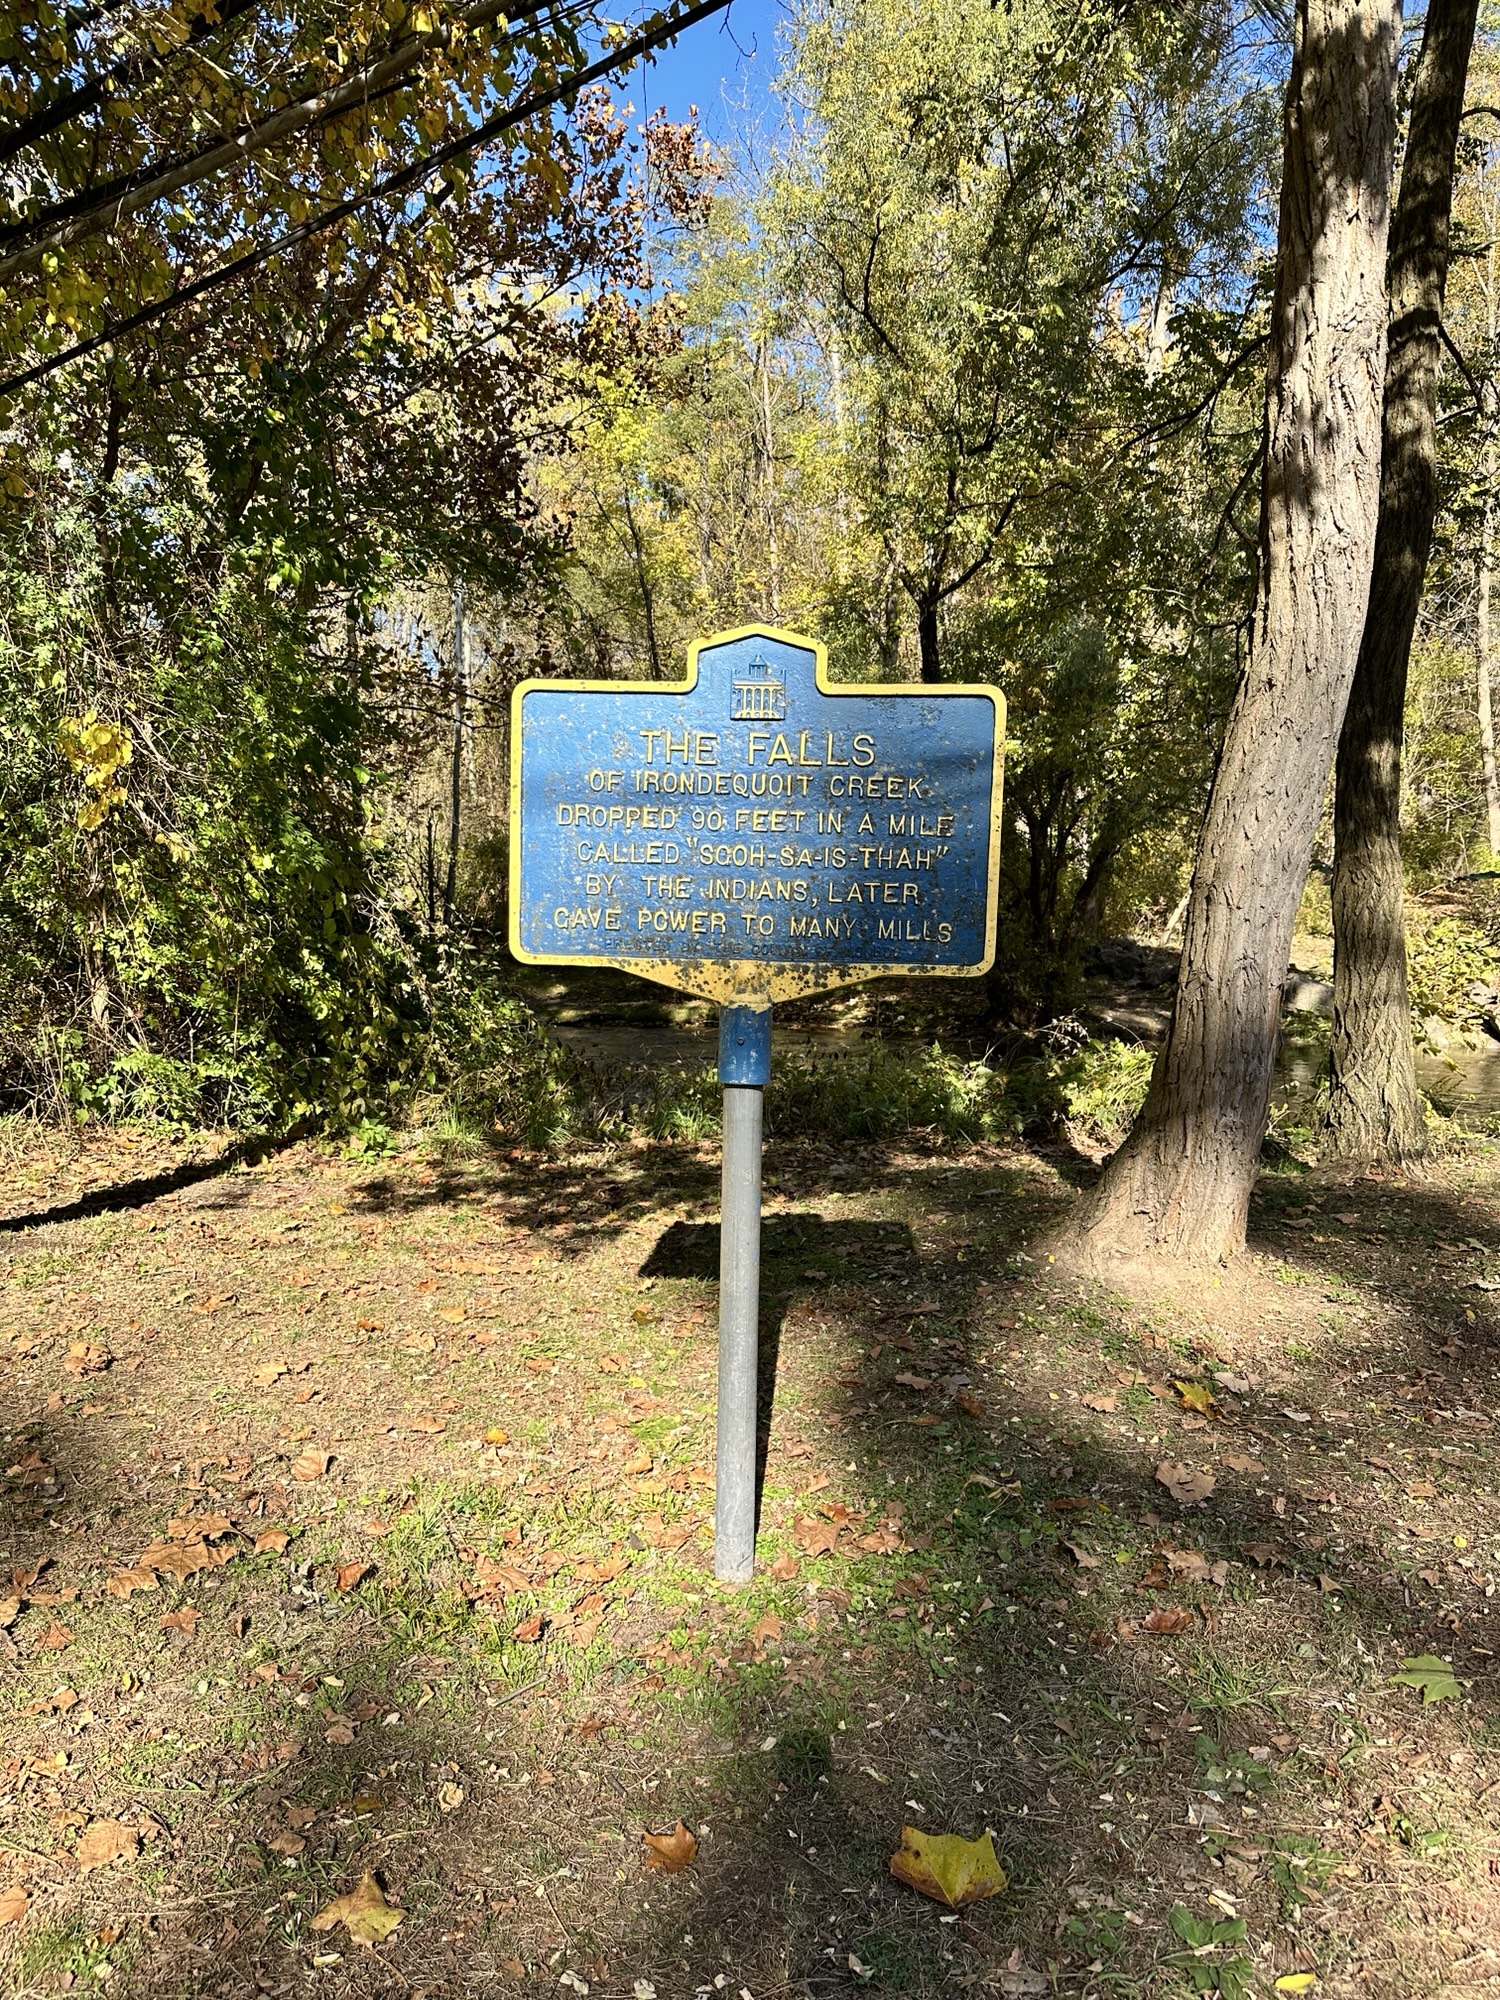 THE FALLS
OF IRONDEQUOIT CREEK
DROPPED 90 FEET IN A MILE
CALLED "SGOH-SA-IS-THAH"
BY THE INDIANS, LATER
GAVE POWER TO MANY MILLS